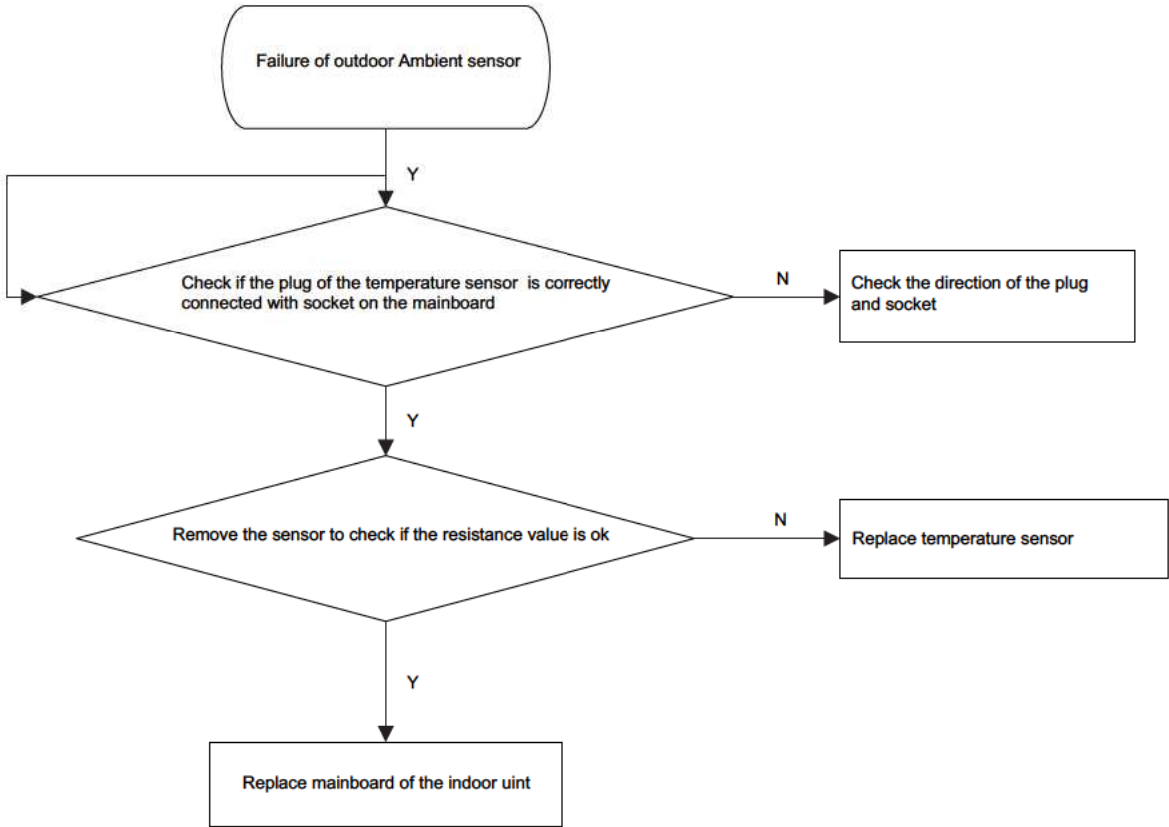 Failure of outdoor Ambient sensor
Y
Check if the plug of the temperature sensor is correctly
connected with socket on the mainboard
N
Check the direction of the plug
and socket
Y
Remove the sensor to check if the resistance value is ok
N
Replace temperature sensor
Y
Replace mainboard of the indoor uint